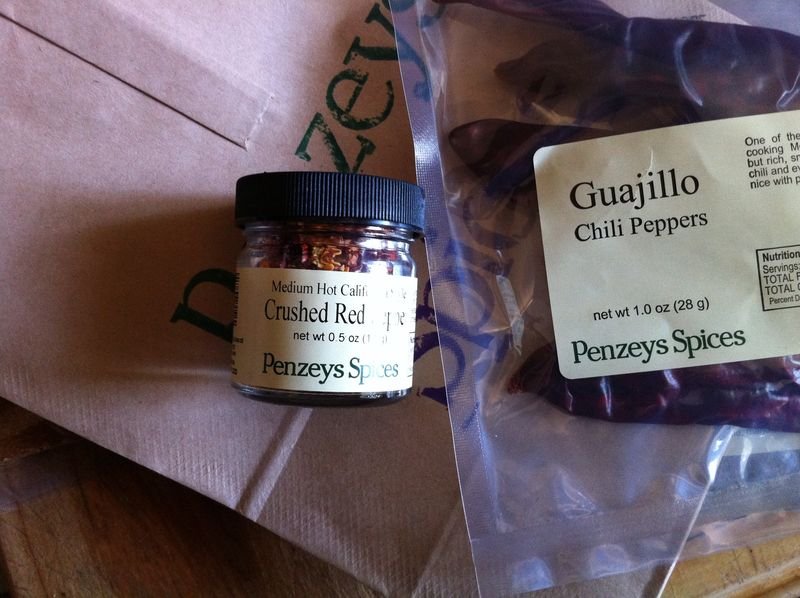 penzeys
Medium Hot
Crushed Red
net wt 0.5 oz
Penzeys Spices
Guajillo
Chili Peppers
net wt 1.0 oz (28 g)
Penzeys Spices
One of the
cooking
but rich,
chili and
nice with
Nutrition
Servings
TOTAL
TOTAL
Percent